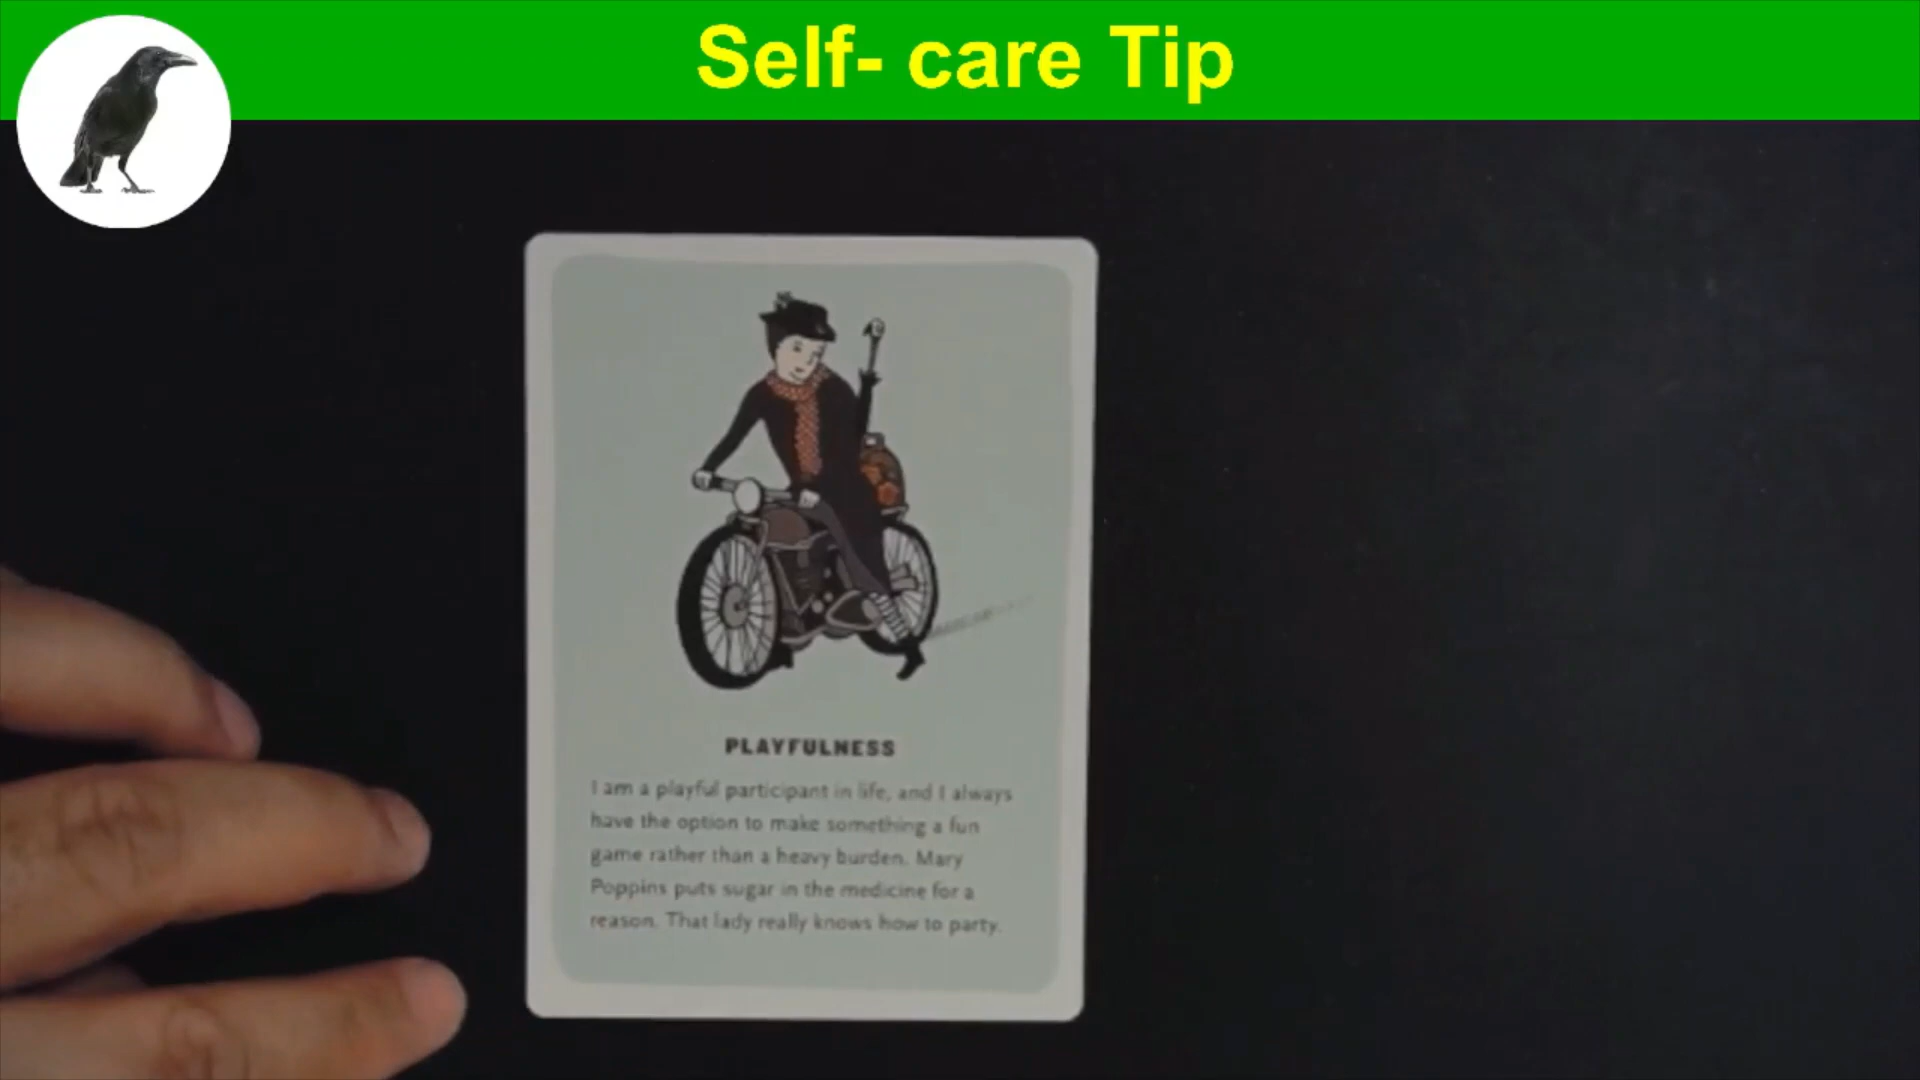 Self- care Tip
PLAYFULNESS
I am a playful participant in life, and I always
have the option to make something a fun
game rather than a heavy burden. Mary
Poppins puts sugar in the medicine for a
reason. That lady really knows how to party.